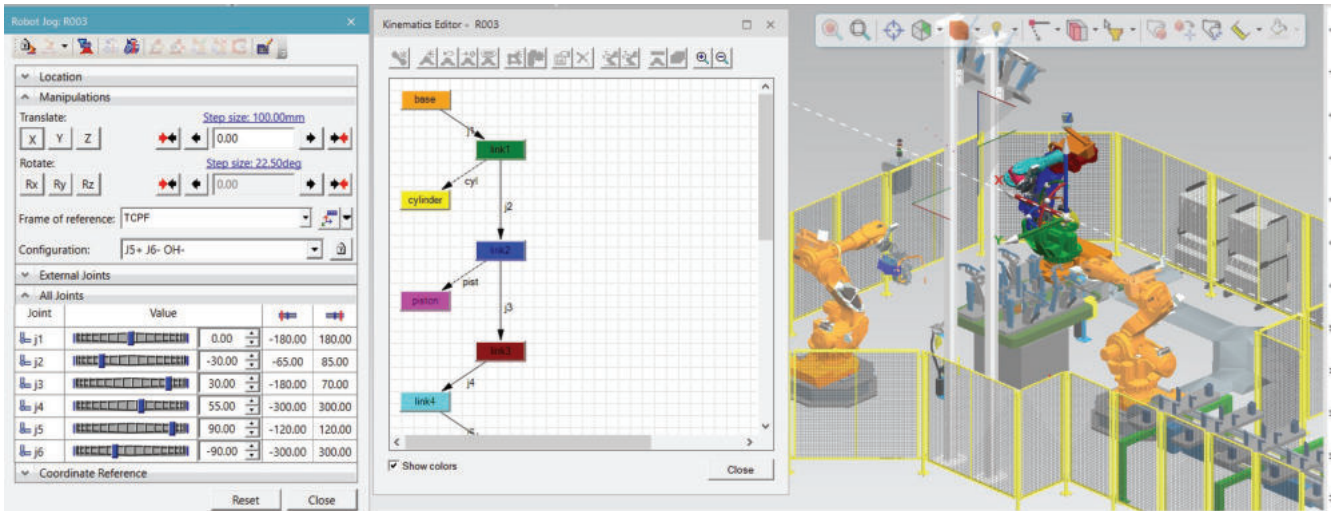 Robot Jog: R003
Location
Manipulations
Translate:
Step size: 100.00mm
X Y Z
0.00
Rotate:
Step size: 22.50deg
Rx Ry Rz
0.00
Frame of reference: TCPF
Configuration: J5+ J6- OH-
External Joints
All Joints
Joint Value
j1 0.00 -180.00 180.00
j2 -30.00 -65.00 85.00
j3 30.00 -180.00 70.00
j4 55.00 -300.00 300.00
j5 90.00 -120.00 120.00
j6 -90.00 -300.00 300.00
Coordinate Reference
Reset Close
Kinematics Editor - R003
base
j1
link1
cyl
cylinder
j2
link2
pist
piston
j3
link3
j4
link4
Show colors
Close
X
Y